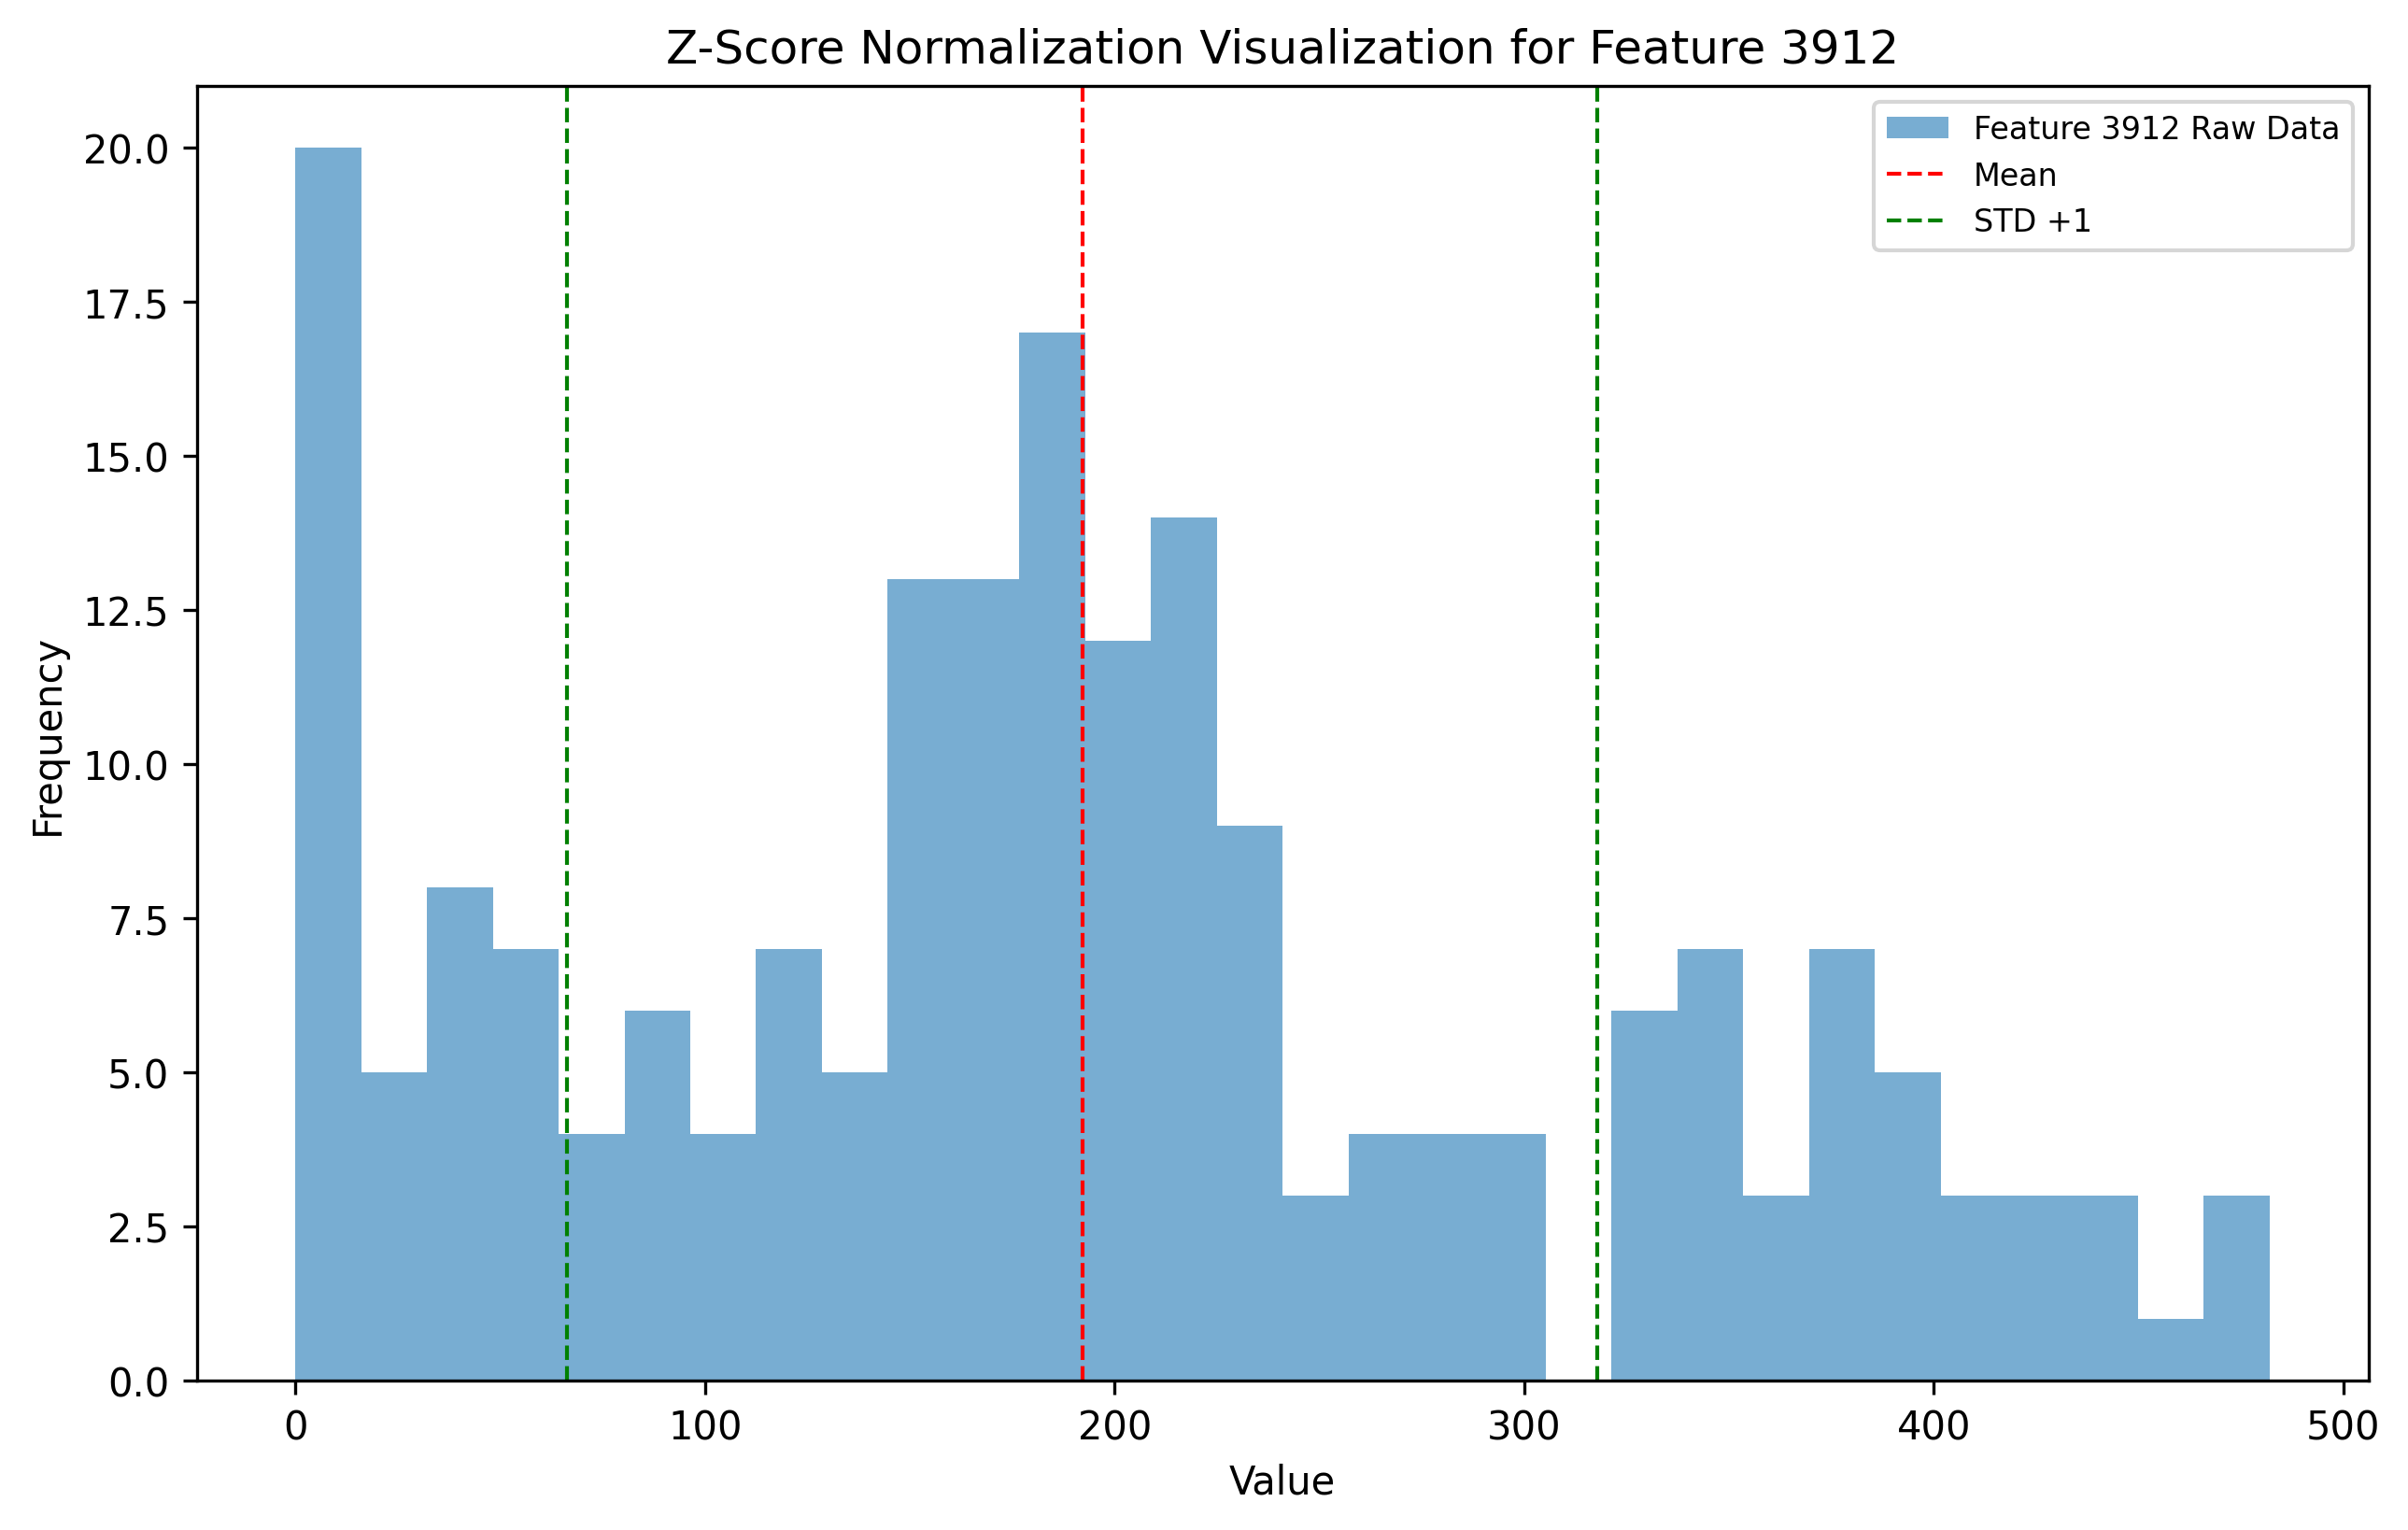 Z-Score Normalization Visualization for Feature 3912
Feature 3912 Raw Data
Mean
STD +1
20.0
17.5
15.0
12.5
10.0
7.5
5.0
2.5
0.0
Frequency
0
100
200
300
400
500
Value